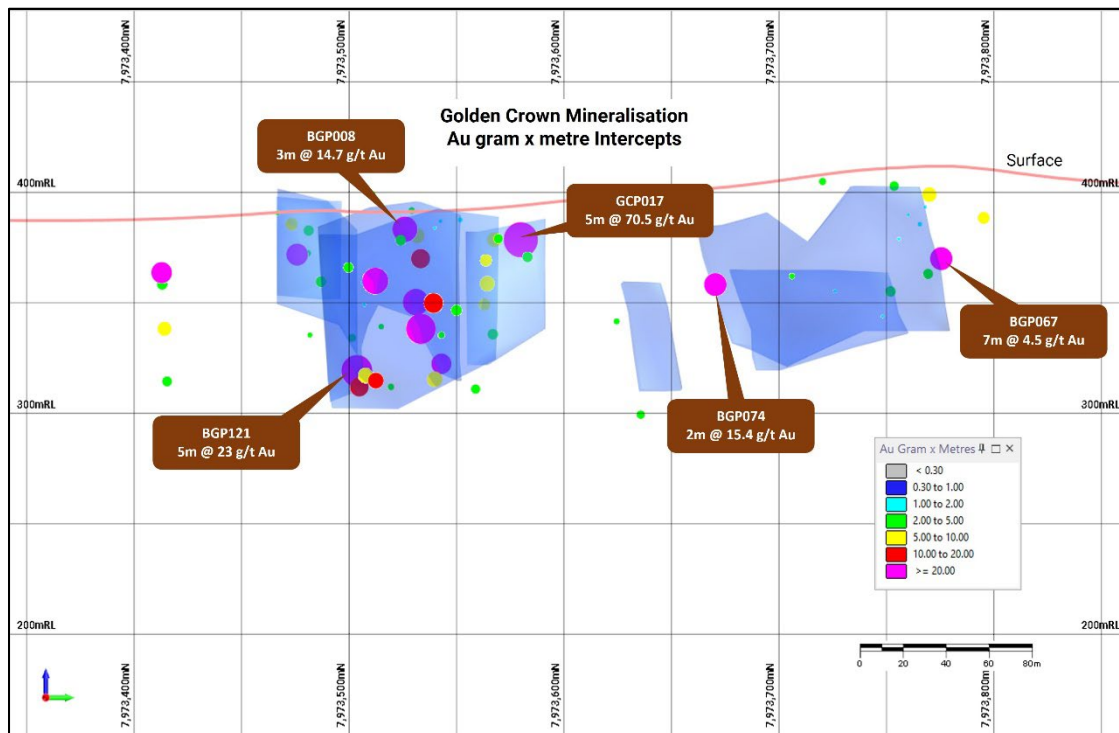 7,973,400mN
7,973,500mN
7,973,600mN
7,973,700mN
7,973,800mN
Golden Crown Mineralisation
Au gram x metre Intercepts
BGP008
3m @ 14.7 g/t Au
Surface
400mRL
400mRL
GCP017
5m @ 70.5 g/t Au
BGP067
7m @ 4.5 g/t Au
300mRL
300mRL
BGP121
5m @ 23 g/t Au
BGP074
2m @ 15.4 g/t Au
Au Gram x Metres
< 0.30
0.30 to 1.00
1.00 to 2.00
2.00 to 5.00
5.00 to 10.00
10.00 to 20.00
>= 20.00
200mRL
200mRL
0 20 40 60 80m
7,973,400mN
7,973,500mN
7,973,600mN
7,973,700mN
7,973,800mN